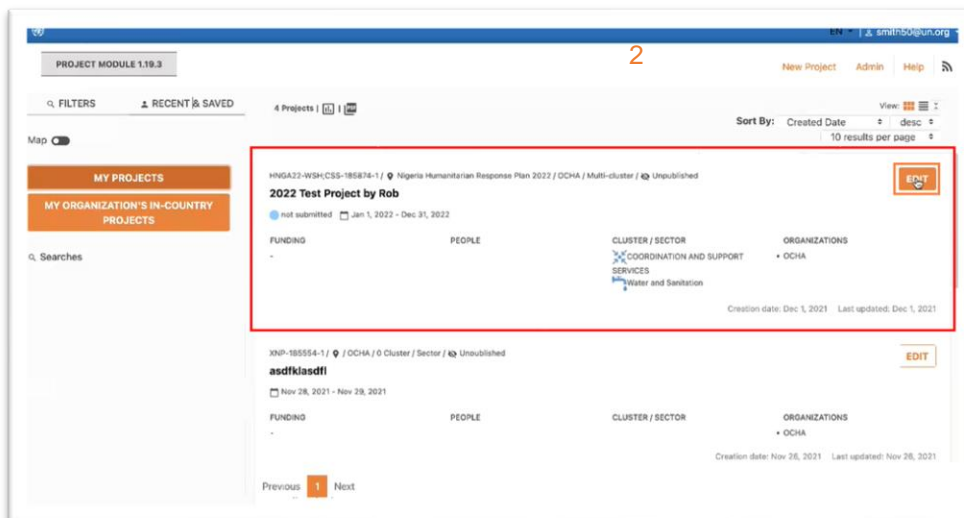 EN | smith50@un.org
2
PROJECT MODULE 1.19.3
New Project Admin Help
FILTERS RECENT & SAVED
4 Projects | |
View:
Sort By: Created Date desc
10 results per page
Map
MY PROJECTS
MY ORGANIZATION'S IN-COUNTRY
PROJECTS
Searches
HNGA22-WSH;CSS-185874-1 / Nigeria Humanitarian Response Plan 2022 / OCHA / Multi-cluster / Unpublished
EDIT
2022 Test Project by Rob
not submitted Jan 1, 2022 - Dec 31, 2022
FUNDING PEOPLE CLUSTER / SECTOR ORGANIZATIONS
- COORDINATION AND SUPPORT • OCHA
SERVICES
Water and Sanitation
Creation date: Dec 1, 2021 Last updated: Dec 1, 2021
XNP-185554-1 / / OCHA / 0 Cluster / Sector / Unpublished
EDIT
asdfklasdfl
Nov 28, 2021 - Nov 29, 2021
FUNDING PEOPLE CLUSTER / SECTOR ORGANIZATIONS
- • OCHA
Creation date: Nov 26, 2021 Last updated: Nov 26, 2021
Previous 1 Next